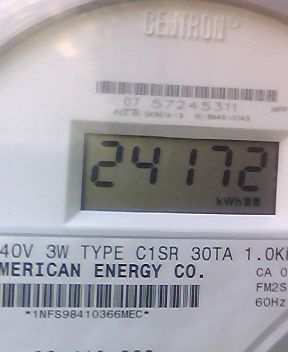 CENTRON®
07 57245311
24172
kWh
40V 3W TYPE C1SR 30TA 1.0K
MERICAN ENERGY CO.
CA 0
FM2S
60Hz
*1NFS98410366MEC*